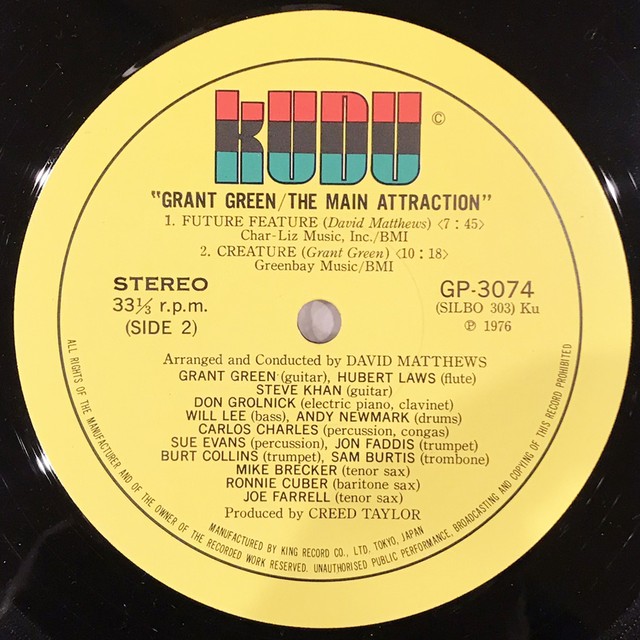 KUDU ©
"GRANT GREEN/THE MAIN ATTRACTION"
1. FUTURE FEATURE (David Matthews) <7:45>
Char-Liz Music, Inc./BMI
2. CREATURE (Grant Green) <10:18>
Greenbay Music/BMI
STEREO
33⅓ r.p.m.
(SIDE 2)
GP-3074
(SILBO 303) Ku
℗ 1976
Arranged and Conducted by DAVID MATTHEWS
GRANT GREEN (guitar), HUBERT LAWS (flute)
STEVE KHAN (guitar)
DON GROLNICK (electric piano, clavinet)
WILL LEE (bass), ANDY NEWMARK (drums)
CARLOS CHARLES (percussion, congas)
SUE EVANS (percussion), JON FADDIS (trumpet)
BURT COLLINS (trumpet), SAM BURTIS (trombone)
MIKE BRECKER (tenor sax)
RONNIE CUBER (baritone sax)
JOE FARRELL (tenor sax)
Produced by CREED TAYLOR
MANUFACTURED BY KING RECORD CO., LTD. TOKYO, JAPAN
ALL RIGHTS OF THE MANUFACTURER AND OF THE OWNER OF THE RECORDED WORK RESERVED. UNAUTHORISED PUBLIC PERFORMANCE, BROADCASTING AND COPYING OF THIS RECORD PROHIBITED